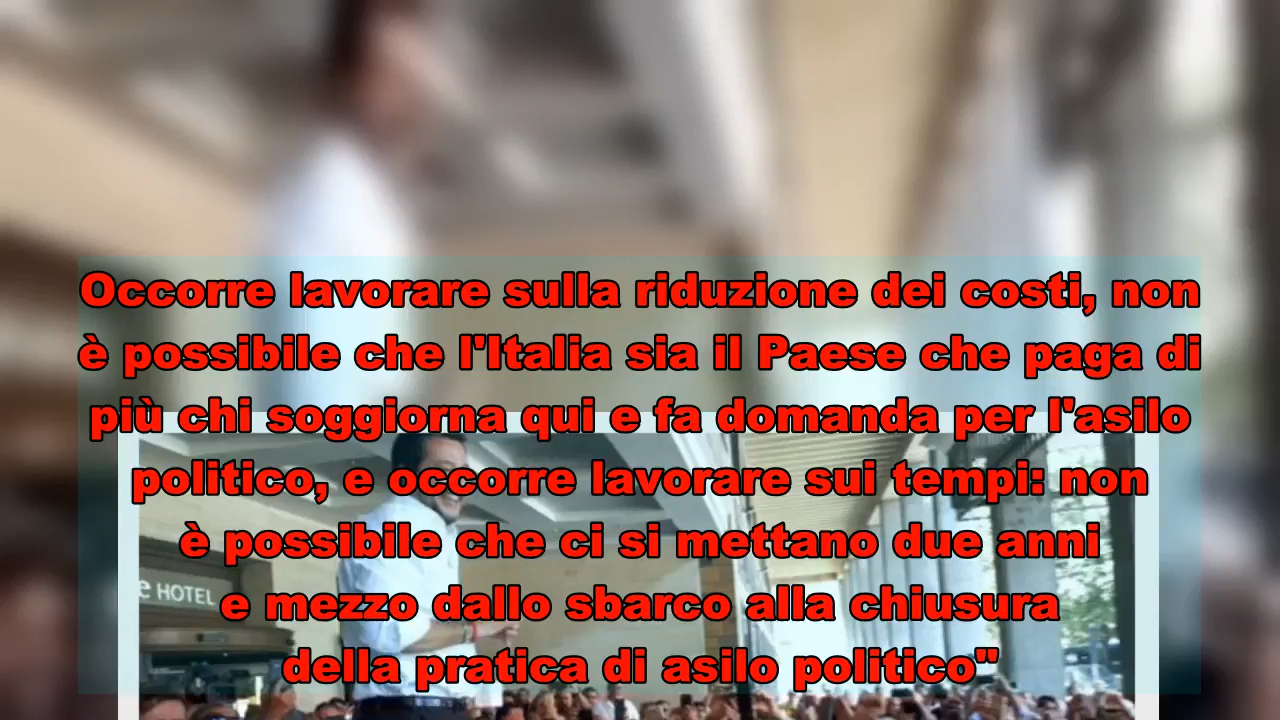 Occorre lavorare sulla riduzione dei costi, non
è possibile che l'Italia sia il Paese che paga di
più chi soggiorna qui e fa domanda per l'asilo
politico, e occorre lavorare sui tempi: non
è possibile che ci si mettano due anni
e mezzo dallo sbarco alla chiusura
della pratica di asilo politico"
e HOTEL